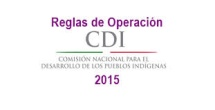 Reglas de Operación
CDI
COMISIÓN NACIONAL PARA EL
DESARROLLO DE LOS PUEBLOS INDÍGENAS
2015